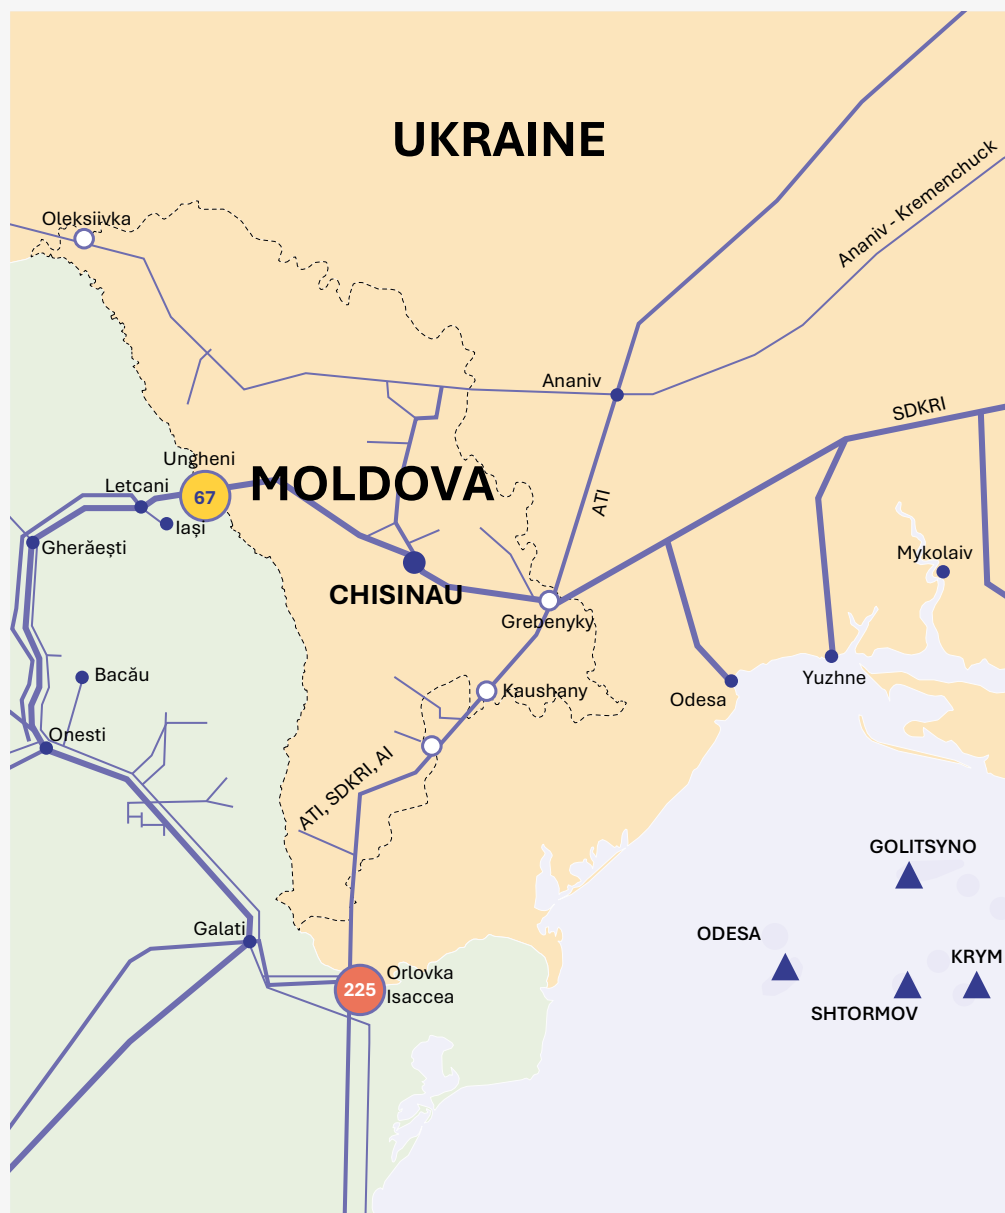 UKRAINE
Ananiv - Kremenchuck
Oleksiivka
Ananiv
SDKRI
Ungheni
MOLDOVA
Letcani
67
ATI
Iași
Gherăești
Mykolaiv
CHISINAU
Grebenyky
Bacău
Kaushany
Yuzhne
Odesa
Onesti
ATI, SDKRI, AI
GOLITSYNO
Galati
ODESA
KRYM
Orlovka
225
Isaccea
SHTORMOV